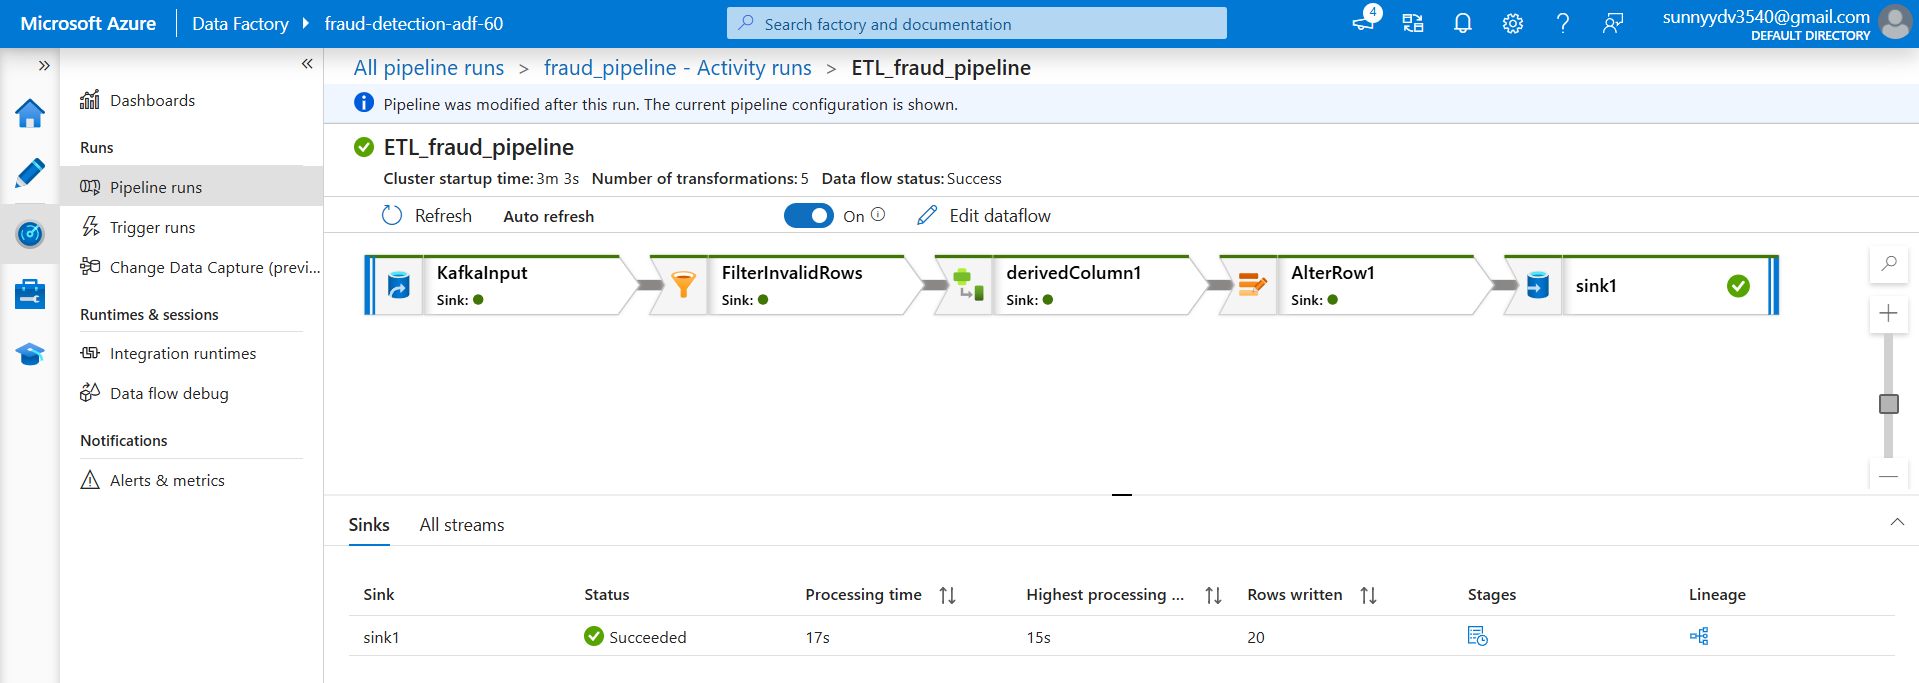 Microsoft Azure
Data Factory
fraud-detection-adf-60
Search factory and documentation
4
sunnyydv3540@gmail.com
DEFAULT DIRECTORY
Dashboards
Runs
Pipeline runs
Trigger runs
Change Data Capture (previ...
Runtimes & sessions
Integration runtimes
Data flow debug
Notifications
Alerts & metrics
All pipeline runs > fraud_pipeline - Activity runs > ETL_fraud_pipeline
Pipeline was modified after this run. The current pipeline configuration is shown.
ETL_fraud_pipeline
Cluster startup time: 3m 3s Number of transformations: 5 Data flow status: Success
Refresh Auto refresh On Edit dataflow
KafkaInput
Sink:
FilterInvalidRows
Sink:
derivedColumn1
Sink:
AlterRow1
Sink:
sink1
Sinks All streams
Sink Status Processing time Highest processing ... Rows written Stages Lineage
sink1 Succeeded 17s 15s 20